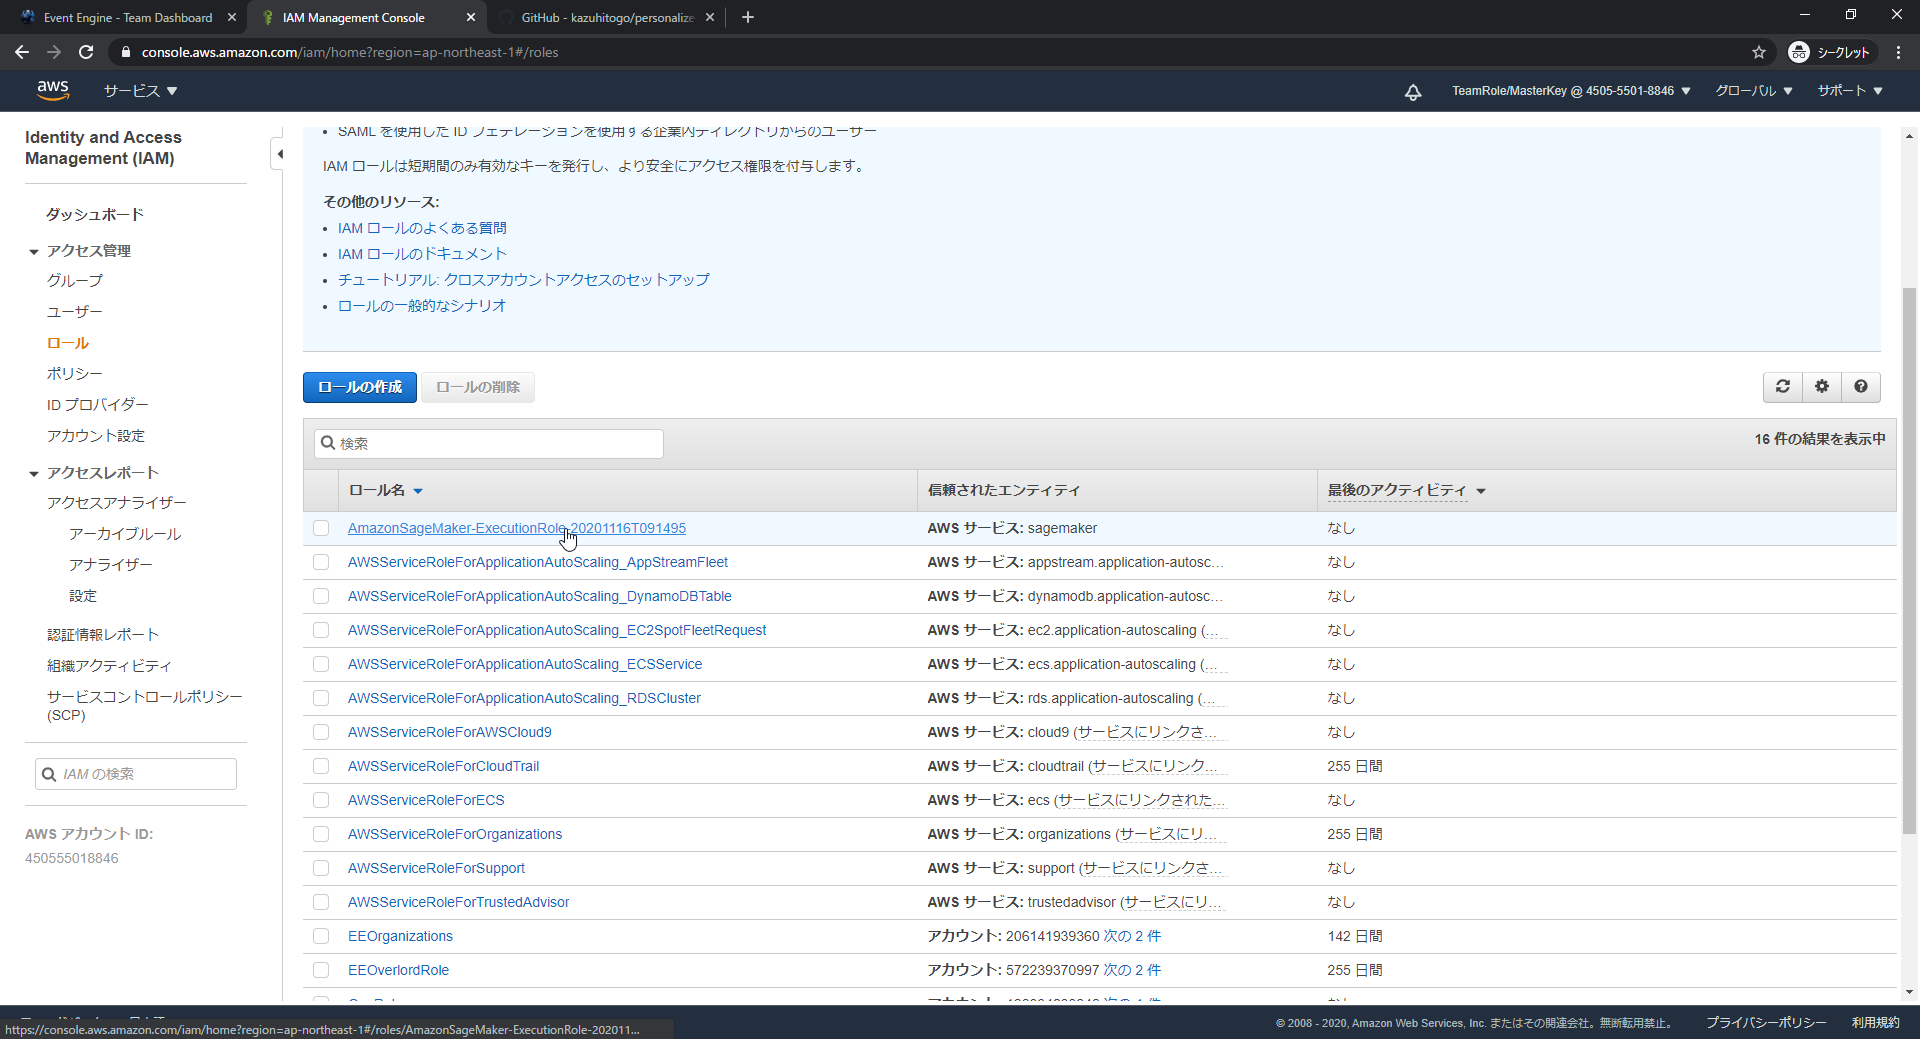 Event Engine - Team Dashboard
IAM Management Console
GitHub - kazuhitogo/personalize
console.aws.amazon.com/iam/home?region=ap-northeast-1#/roles
シークレット
aws
サービス
TeamRole/MasterKey @ 4505-5501-8846
グローバル
サポート
Identity and Access
Management (IAM)
ダッシュボード
アクセス管理
グループ
ユーザー
ロール
ポリシー
ID プロバイダー
アカウント設定
アクセスレポート
アクセスアナライザー
アーカイブルール
アナライザー
設定
認証情報レポート
組織アクティビティ
サービスコントロールポリシー
(SCP)
IAM の検索
AWS アカウント ID:
450555018846
SAML を使用した ID フェデレーションを使用する企業内ディレクトリからのユーザー
IAM ロールは短期間のみ有効なキーを発行し、より安全にアクセス権限を付与します。
その他のリソース:
IAM ロールのよくある質問
IAM ロールのドキュメント
チュートリアル: クロスアカウントアクセスのセットアップ
ロールの一般的なシナリオ
ロールの作成 ロールの削除
検索
16 件の結果を表示中
ロール名 信頼されたエンティティ 最後のアクティビティ
AmazonSageMaker-ExecutionRole-20201116T091495 AWS サービス: sagemaker なし
AWSServiceRoleForApplicationAutoScaling_AppStreamFleet AWS サービス: appstream.application-autosc… なし
AWSServiceRoleForApplicationAutoScaling_DynamoDBTable AWS サービス: dynamodb.application-autosc… なし
AWSServiceRoleForApplicationAutoScaling_EC2SpotFleetRequest AWS サービス: ec2.application-autoscaling (… なし
AWSServiceRoleForApplicationAutoScaling_ECSService AWS サービス: ecs.application-autoscaling (… なし
AWSServiceRoleForApplicationAutoScaling_RDSCluster AWS サービス: rds.application-autoscaling (… なし
AWSServiceRoleForAWSCloud9 AWS サービス: cloud9 (サービスにリンクさ… なし
AWSServiceRoleForCloudTrail AWS サービス: cloudtrail (サービスにリンク… 255 日間
AWSServiceRoleForECS AWS サービス: ecs (サービスにリンクされた… なし
AWSServiceRoleForOrganizations AWS サービス: organizations (サービスにリ… 255 日間
AWSServiceRoleForSupport AWS サービス: support (サービスにリンクさ… なし
AWSServiceRoleForTrustedAdvisor AWS サービス: trustedadvisor (サービスにリ… なし
EEOrganizations アカウント: 206141939360 次の 2 件 142 日間
EEOverlordRole アカウント: 572239370997 次の 2 件 255 日間
https://console.aws.amazon.com/iam/home?region=ap-northeast-1#/roles/AmazonSageMaker-ExecutionRole-202011...
© 2008 - 2020, Amazon Web Services, Inc. またはその関連会社。無断転用禁止。 プライバシーポリシー 利用規約